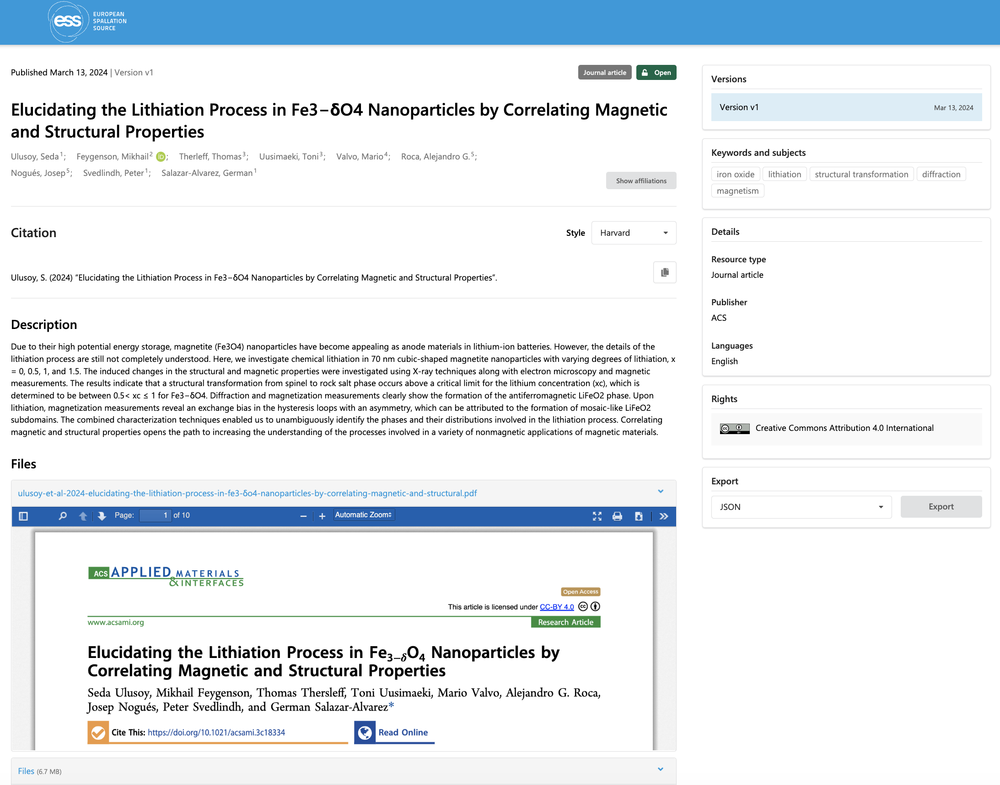 ess EUROPEAN
SPALLATION
SOURCE
Published March 13, 2024 | Version v1
Journal article
Open
Elucidating the Lithiation Process in Fe3−δO4 Nanoparticles by Correlating Magnetic
and Structural Properties
Ulusoy, Seda1; Feygenson, Mikhail2 iD; Therleff, Thomas3; Uusimaeki, Toni3; Valvo, Mario4; Roca, Alejandro G.5;
Nogués, Josep5; Svedlindh, Peter1; Salazar-Alvarez, German1
Show affiliations
Citation
Style Harvard
Ulusoy, S. (2024) “Elucidating the Lithiation Process in Fe3−δO4 Nanoparticles by Correlating Magnetic and Structural Properties”.
Description
Due to their high potential energy storage, magnetite (Fe3O4) nanoparticles have become appealing as anode materials in lithium-ion batteries. However, the details of the
lithiation process are still not completely understood. Here, we investigate chemical lithiation in 70 nm cubic-shaped magnetite nanoparticles with varying degrees of lithiation, x
= 0, 0.5, 1, and 1.5. The induced changes in the structural and magnetic properties were investigated using X-ray techniques along with electron microscopy and magnetic
measurements. The results indicate that a structural transformation from spinel to rock salt phase occurs above a critical limit for the lithium concentration (xc), which is
determined to be between 0.5< xc ≤ 1 for Fe3−δO4. Diffraction and magnetization measurements clearly show the formation of the antiferromagnetic LiFeO2 phase. Upon
lithiation, magnetization measurements reveal an exchange bias in the hysteresis loops with an asymmetry, which can be attributed to the formation of mosaic-like LiFeO2
subdomains. The combined characterization techniques enabled us to unambiguously identify the phases and their distributions involved in the lithiation process. Correlating
magnetic and structural properties opens the path to increasing the understanding of the processes involved in a variety of nonmagnetic applications of magnetic materials.
Files
ulusoy-et-al-2024-elucidating-the-lithiation-process-in-fe3-δo4-nanoparticles-by-correlating-magnetic-and-structural.pdf
Page: 1 of 10
Automatic Zoom
ACS APPLIED MATERIALS
& INTERFACES
Open Access
This article is licensed under CC-BY 4.0
www.acsami.org
Research Article
Elucidating the Lithiation Process in Fe3−δO4 Nanoparticles by
Correlating Magnetic and Structural Properties
Seda Ulusoy, Mikhail Feygenson, Thomas Thersleff, Toni Uusimaeki, Mario Valvo, Alejandro G. Roca,
Josep Nogués, Peter Svedlindh, and German Salazar-Alvarez*
Cite This: https://doi.org/10.1021/acsami.3c18334
Read Online
Files (6.7 MB)
Versions
Version v1
Mar 13, 2024
Keywords and subjects
iron oxide
lithiation
structural transformation
diffraction
magnetism
Details
Resource type
Journal article
Publisher
ACS
Languages
English
Rights
cc BY Creative Commons Attribution 4.0 International
Export
JSON
Export